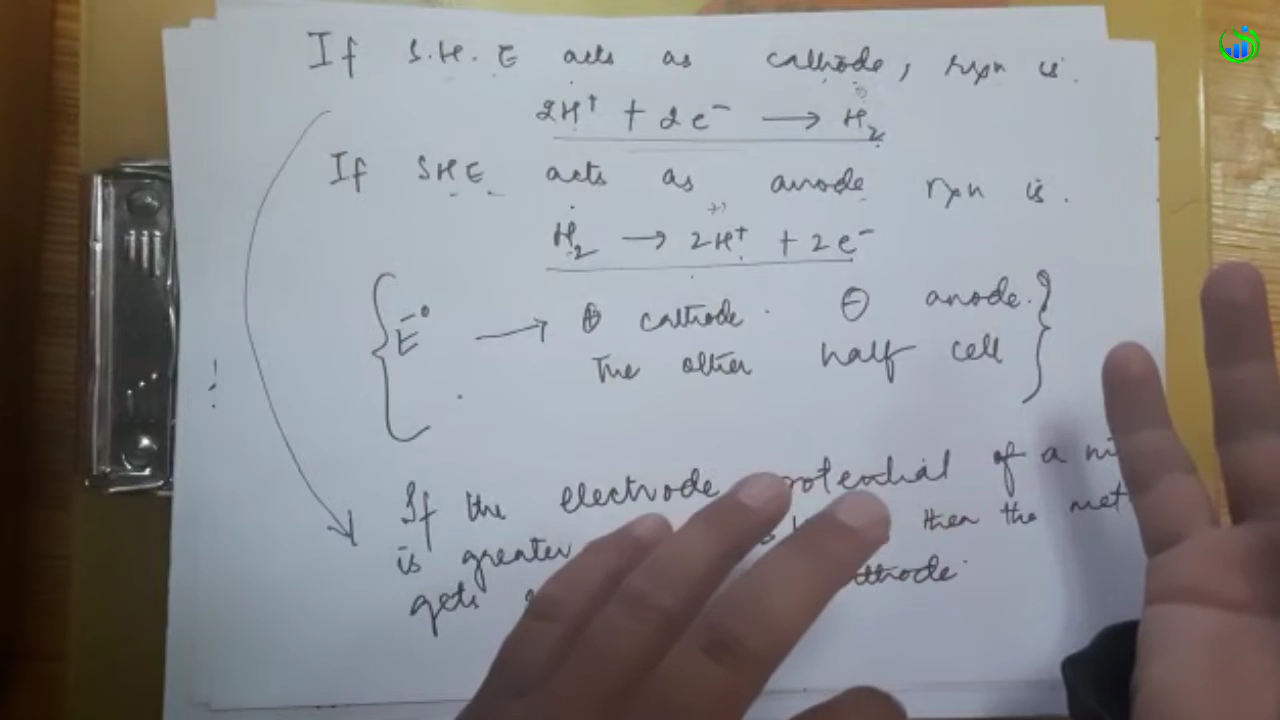 If S.H.E acts as cathode, rxn is.
2H⁺ + 2e⁻ → H₂
If SHE acts as anode rxn is.
H₂ → 2H⁺ + 2e⁻
{E° → ⊕ cathode. ⊖ anode.}
The other half cell
!
If the electrode potential of a
is greater then the met
gets